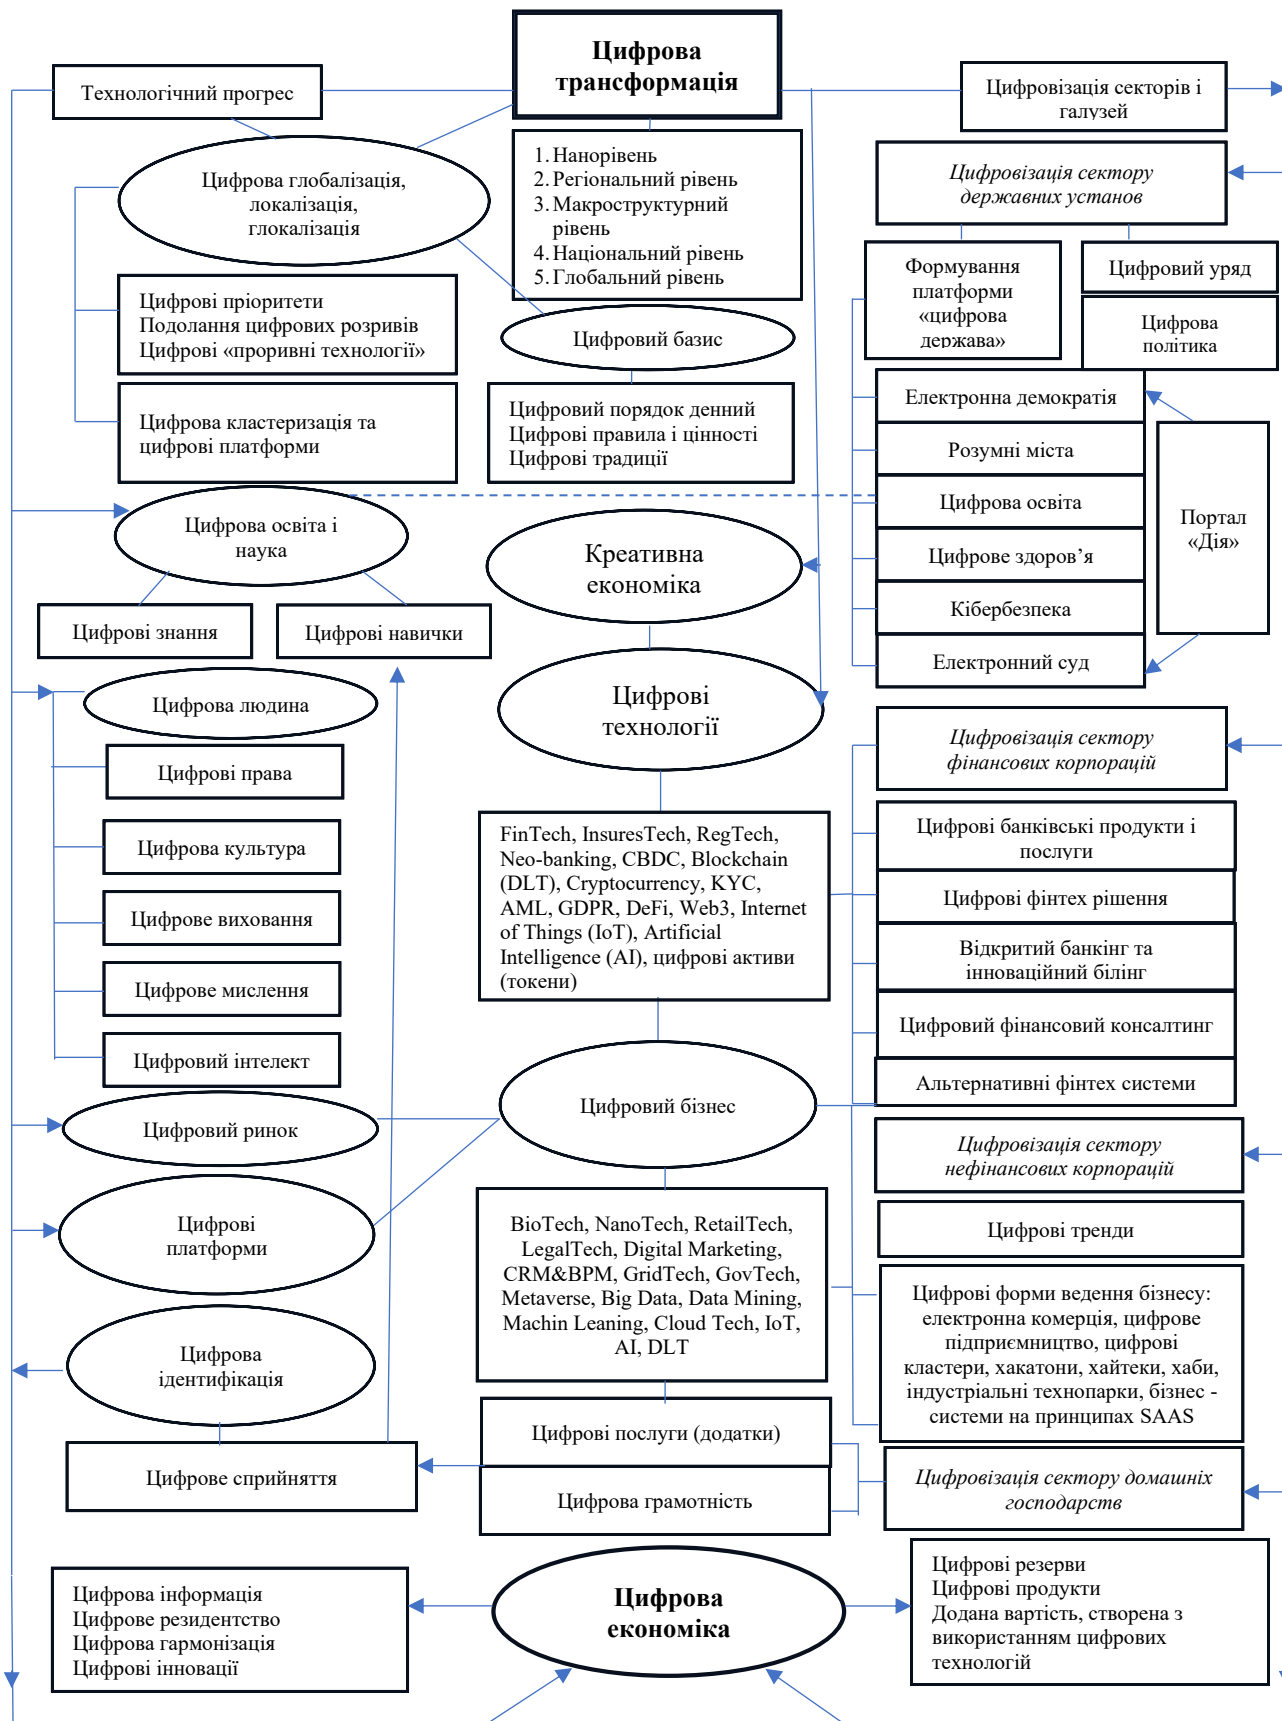 Цифрова
трансформація
Технологічний прогрес
Цифровізація секторів і
галузей
Цифрова глобалізація,
локалізація,
глокалізація
1. Нанорівень
2. Регіональний рівень
3. Макроструктурний
рівень
4. Національний рівень
5. Глобальний рівень
Цифровізація сектору
державних установ
Формування
платформи
«цифрова
держава»
Цифровий уряд
Цифрова
політика
Цифрові пріоритети
Подолання цифрових розривів
Цифрові «проривні технології»
Цифровий базис
Цифрова кластеризація та
цифрові платформи
Цифровий порядок денний
Цифрові правила і цінності
Цифрові традиції
Електронна демократія
Розумні міста
Цифрова освіта
Цифрове здоров’я
Кібербезпека
Електронний суд
Портал
«Дія»
Цифрова освіта і
наука
Креативна
економіка
Цифрові знання
Цифрові навички
Цифрова людина
Цифрові
технології
Цифрові права
Цифрова культура
Цифрове виховання
Цифрове мислення
Цифровий інтелект
FinTech, InsuresTech, RegTech,
Neo-banking, CBDC, Blockchain
(DLT), Cryptocurrency, KYC,
AML, GDPR, DeFi, Web3, Internet
of Things (IoT), Artificial
Intelligence (AI), цифрові активи
(токени)
Цифровізація сектору
фінансових корпорацій
Цифрові банківські продукти і
послуги
Цифрові фінтех рішення
Відкритий банкінг та
інноваційний білінг
Цифровий фінансовий консалтинг
Альтернативні фінтех системи
Цифровий ринок
Цифровий бізнес
Цифровізація сектору
нефінансових корпорацій
Цифрові
платформи
BioTech, NanoTech, RetailTech,
LegalTech, Digital Marketing,
CRM&BPM, GridTech, GovTech,
Metaverse, Big Data, Data Mining,
Machin Leaning, Cloud Tech, IoT,
AI, DLT
Цифрові тренди
Цифрові форми ведення бізнесу:
електронна комерція, цифрове
підприємництво, цифрові
кластери, хакатони, хайтеки, хаби,
індустріальні технопарки, бізнес -
системи на принципах SAAS
Цифрова
ідентифікація
Цифрове сприйняття
Цифрові послуги (додатки)
Цифрова грамотність
Цифровізація сектору домашніх
господарств
Цифрова інформація
Цифрове резидентство
Цифрова гармонізація
Цифрові інновації
Цифрова
економіка
Цифрові резерви
Цифрові продукти
Додана вартість, створена з
використанням цифрових
технологій